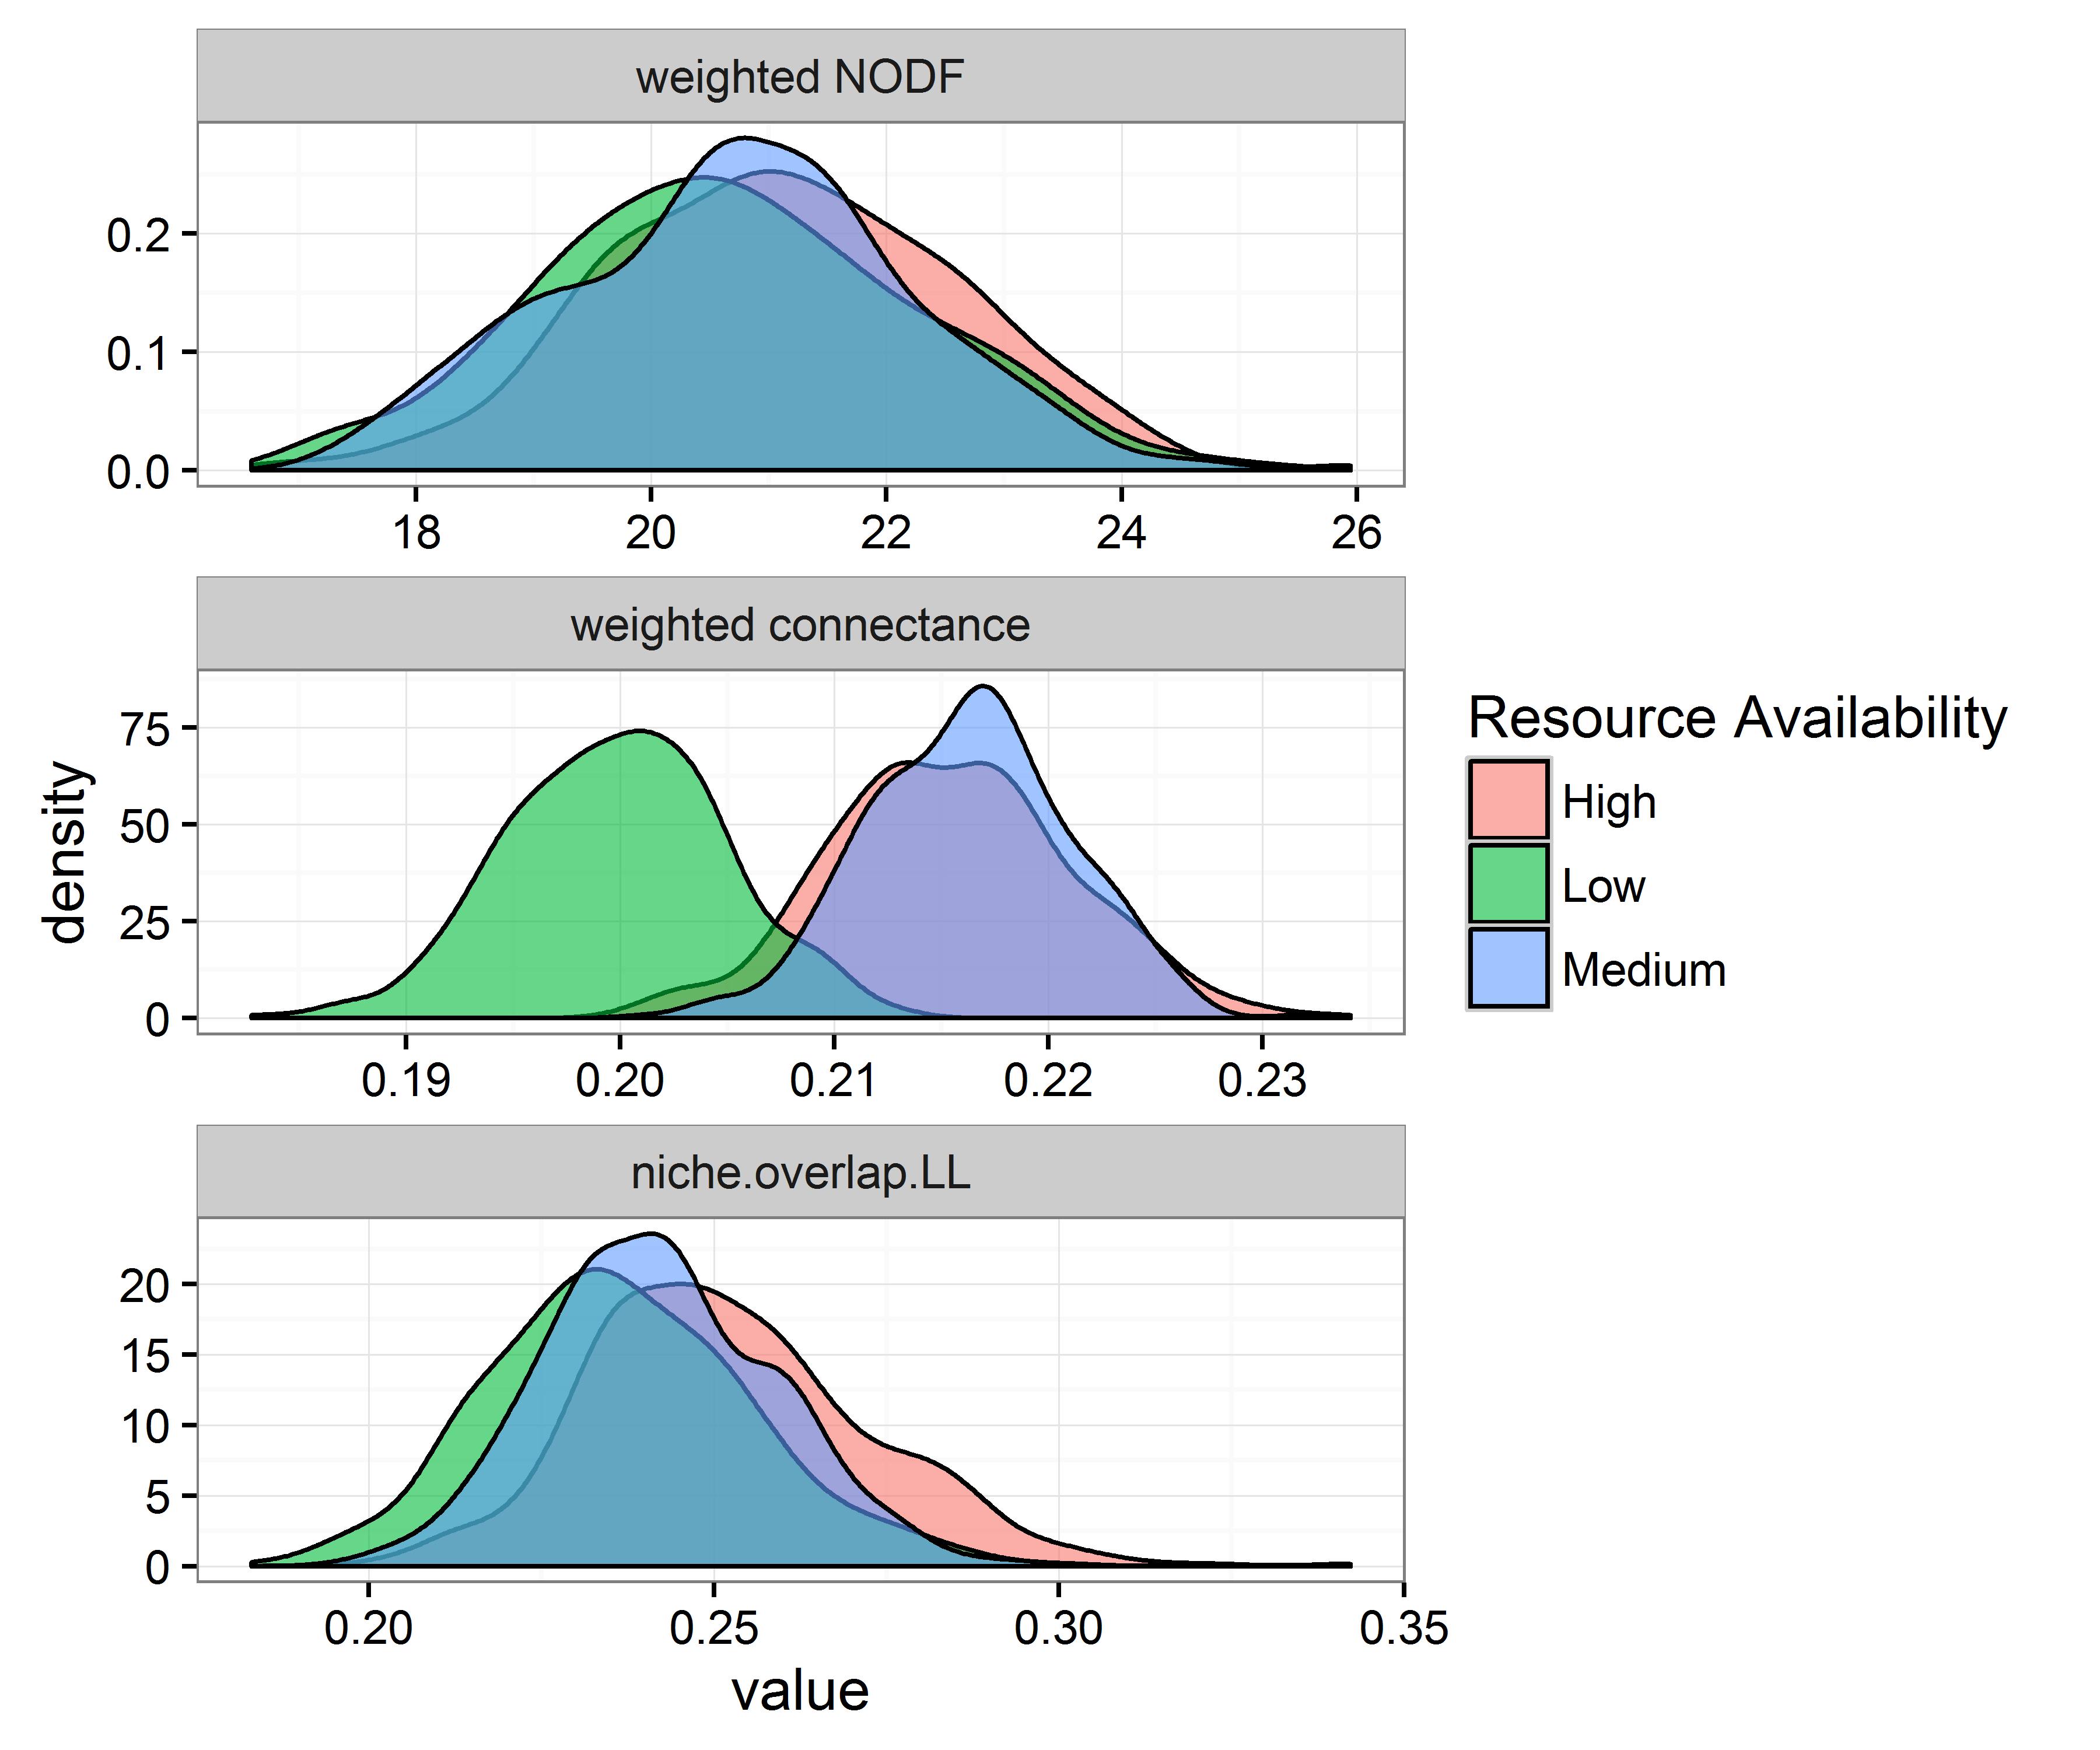 weighted NODF
0.2
0.1
0.0
18 20 22 24 26
weighted connectance
75
50
25
0
0.19 0.20 0.21 0.22 0.23
niche.overlap.LL
20
15
10
5
0
0.20 0.25 0.30 0.35
value
density
Resource Availability
High
Low
Medium